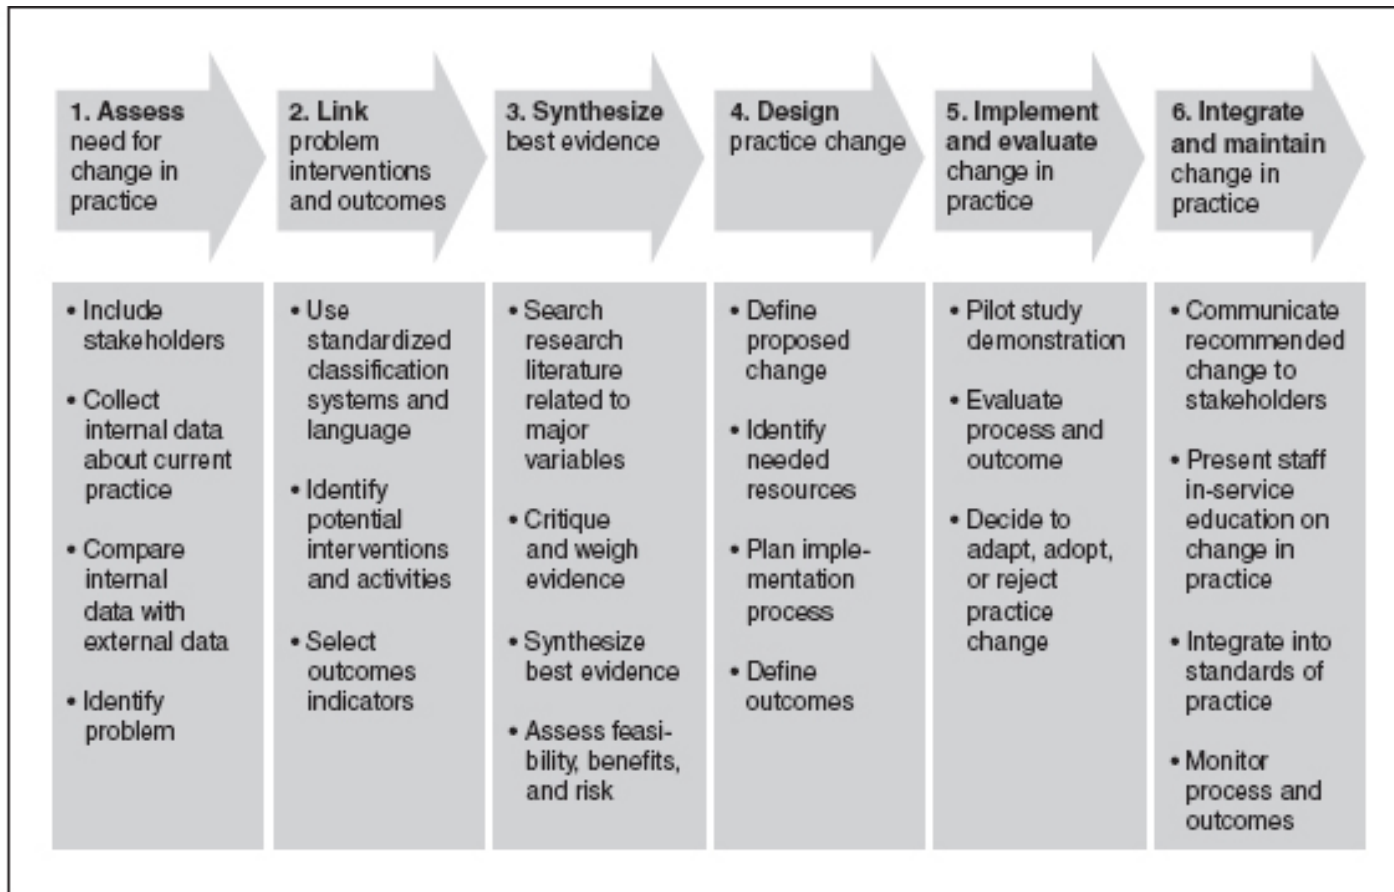 1. Assess
need for
change in
practice
2. Link
problem
interventions
and outcomes
3. Synthesize
best evidence
4. Design
practice change
5. Implement
and evaluate
change in
practice
6. Integrate
and maintain
change in
practice
• Include
stakeholders
• Collect
internal data
about current
practice
• Compare
internal
data with
external data
• Identify
problem
• Use
standardized
classification
systems and
language
• Identify
potential
interventions
and activities
• Select
outcomes
indicators
• Search
research
literature
related to
major
variables
• Critique
and weigh
evidence
• Synthesize
best evidence
• Assess feasi-
bility, benefits,
and risk
• Define
proposed
change
• Identify
needed
resources
• Plan imple-
mentation
process
• Define
outcomes
• Pilot study
demonstration
• Evaluate
process and
outcome
• Decide to
adapt, adopt,
or reject
practice
change
• Communicate
recommended
change to
stakeholders
• Present staff
in-service
education on
change in
practice
• Integrate into
standards of
practice
• Monitor
process and
outcomes